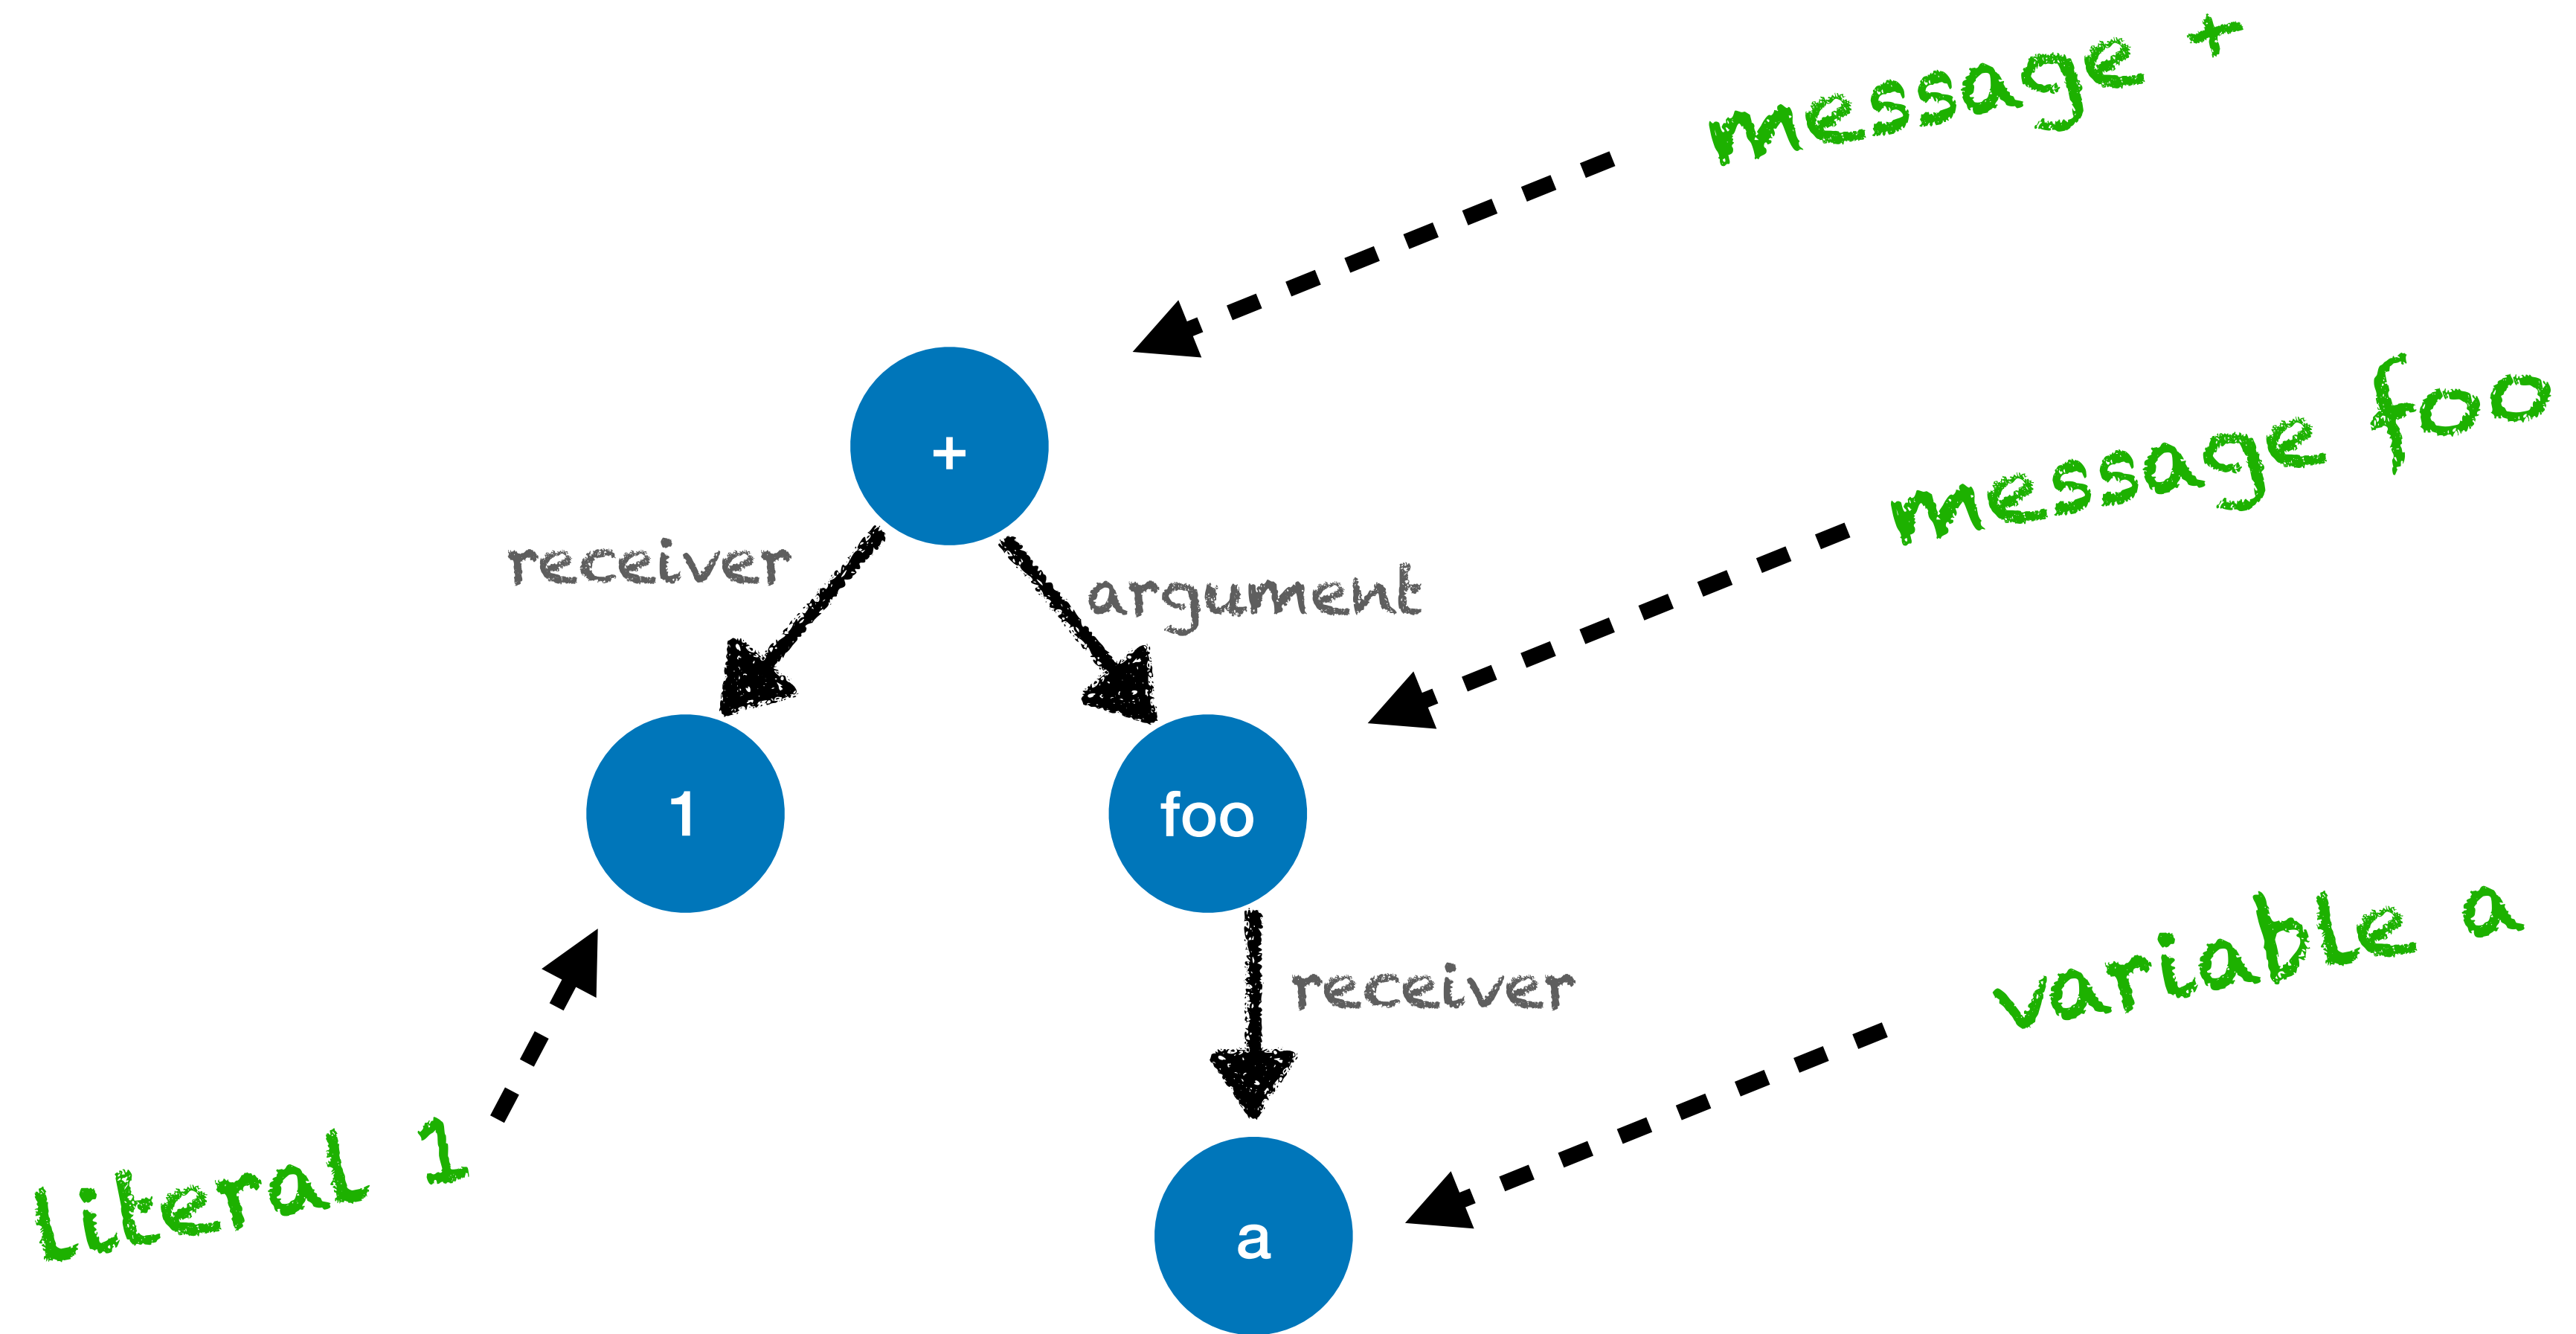 message +
message foo
+
receiver
argument
1
foo
variable a
receiver
literal 1
a